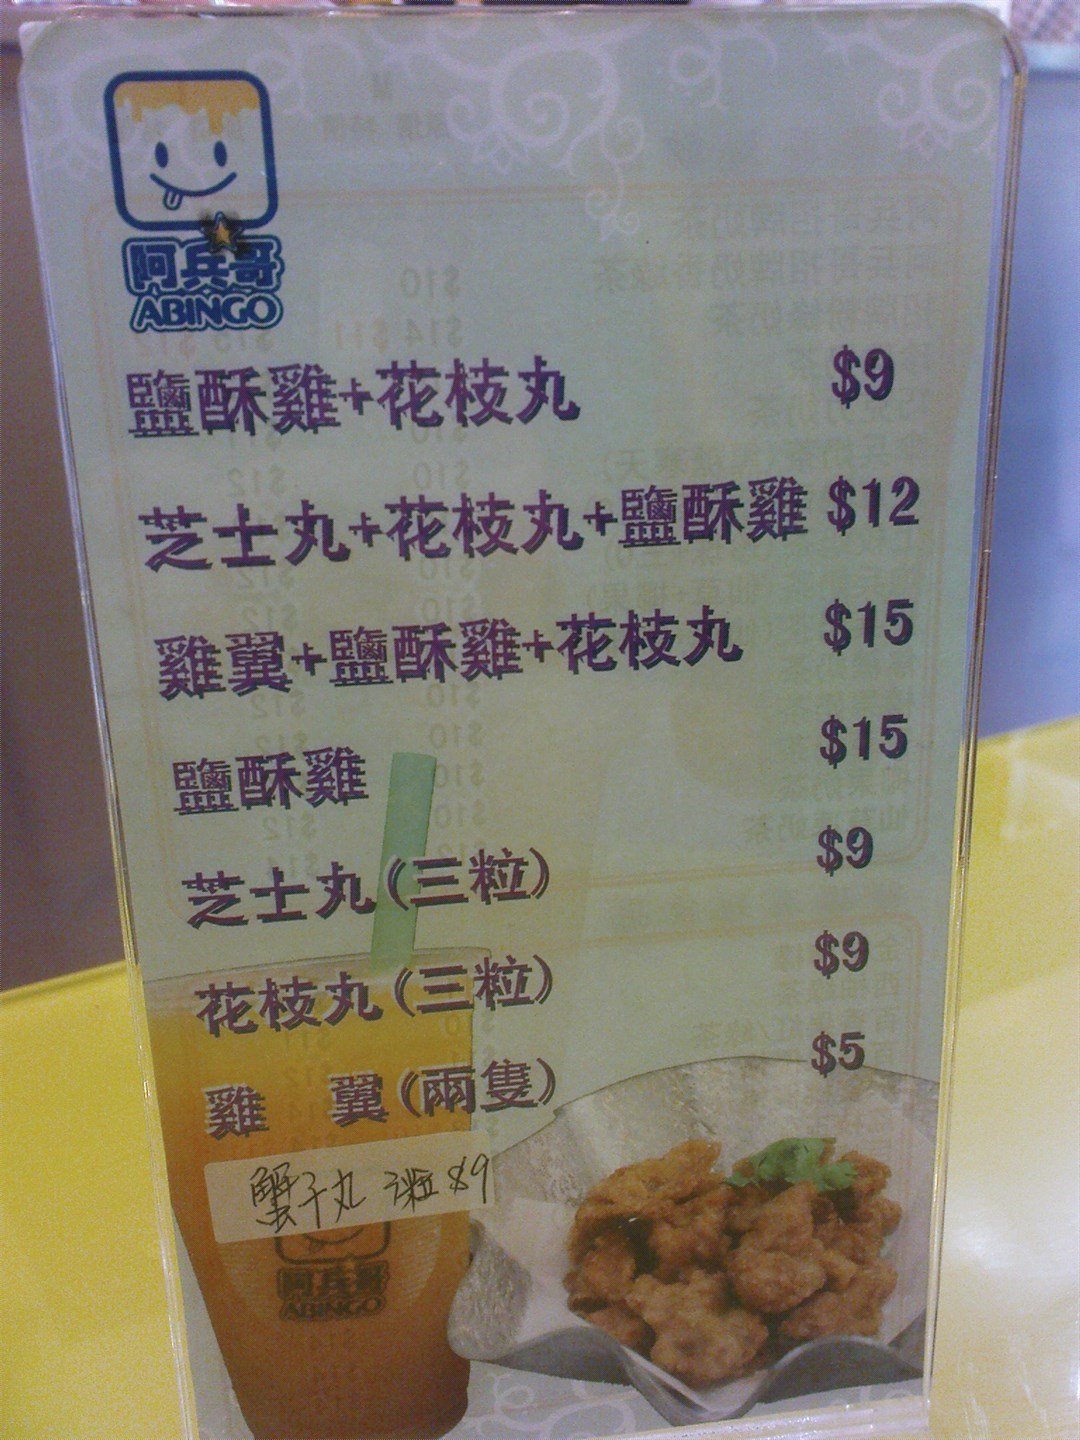 阿兵哥
ABINGO
鹽酥雞+花枝丸 $9
芝士丸+花枝丸+鹽酥雞 $12
雞翼+鹽酥雞+花枝丸 $15
鹽酥雞 $15
芝士丸(三粒) $9
花枝丸(三粒) $9
雞 翼(兩隻) $5
蟹子丸 3粒 $9
阿兵哥
ABINGO